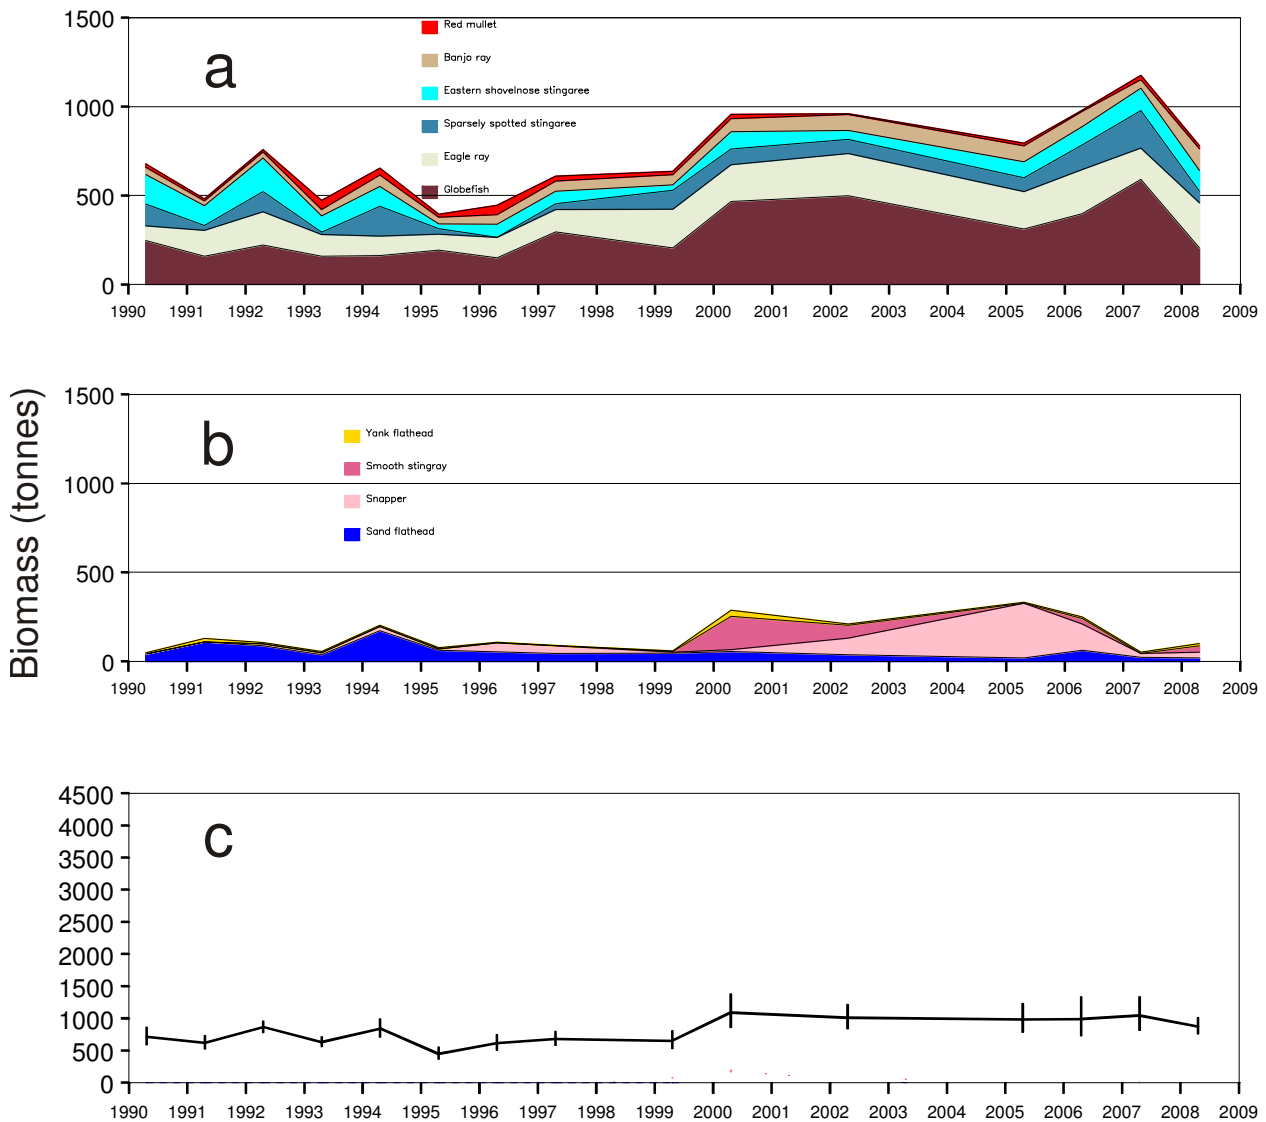 1500
1000
500
0
a
Red mullet
Banjo ray
Eastern shovelnose stingaree
Sparsely spotted stingaree
Eagle ray
Globefish
1990 1991 1992 1993 1994 1995 1996 1997 1998 1999 2000 2001 2002 2003 2004 2005 2006 2007 2008 2009
Biomass (tonnes)
1500
1000
500
0
b
Yank flathead
Smooth stingray
Snapper
Sand flathead
1990 1991 1992 1993 1994 1995 1996 1997 1998 1999 2000 2001 2002 2003 2004 2005 2006 2007 2008 2009
4500
4000
3500
3000
2500
2000
1500
1000
500
0
c
1990 1991 1992 1993 1994 1995 1996 1997 1998 1999 2000 2001 2002 2003 2004 2005 2006 2007 2008 2009